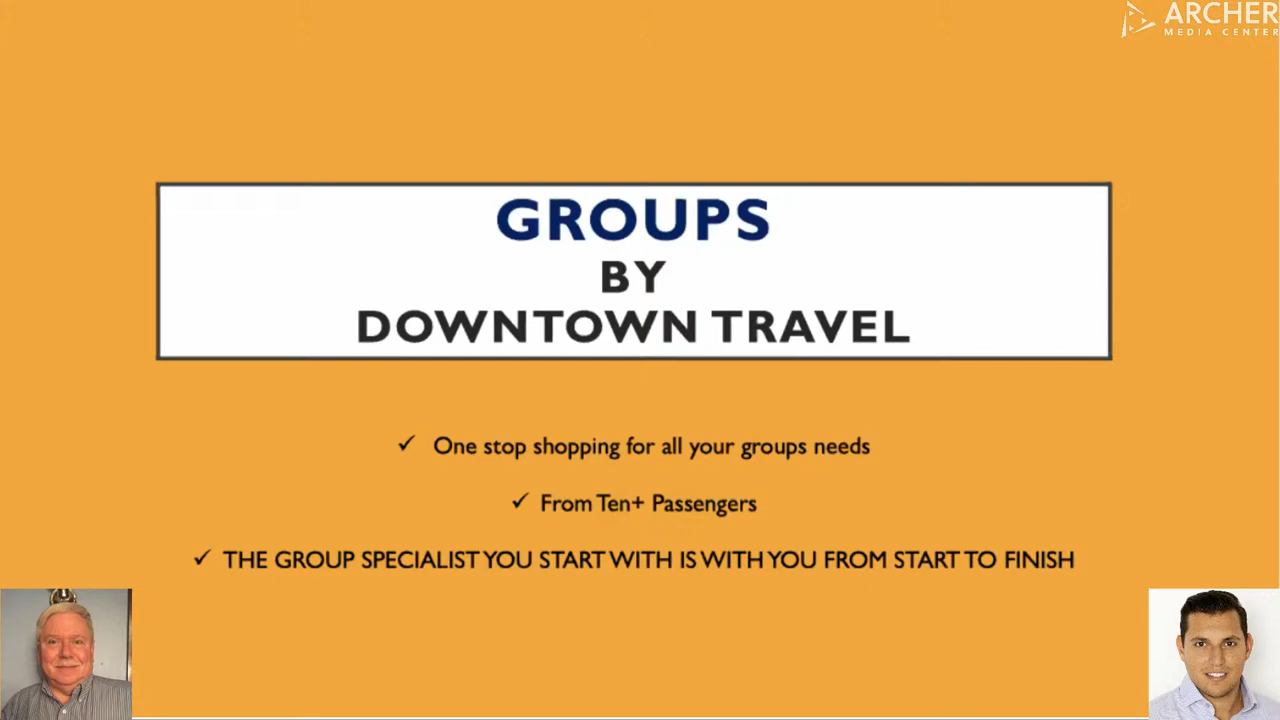 ARCHER
MEDIA CENTER
GROUPS
BY
DOWNTOWN TRAVEL
✓ One stop shopping for all your groups needs
✓ From Ten+ Passengers
✓ THE GROUP SPECIALIST YOU START WITH IS WITH YOU FROM START TO FINISH